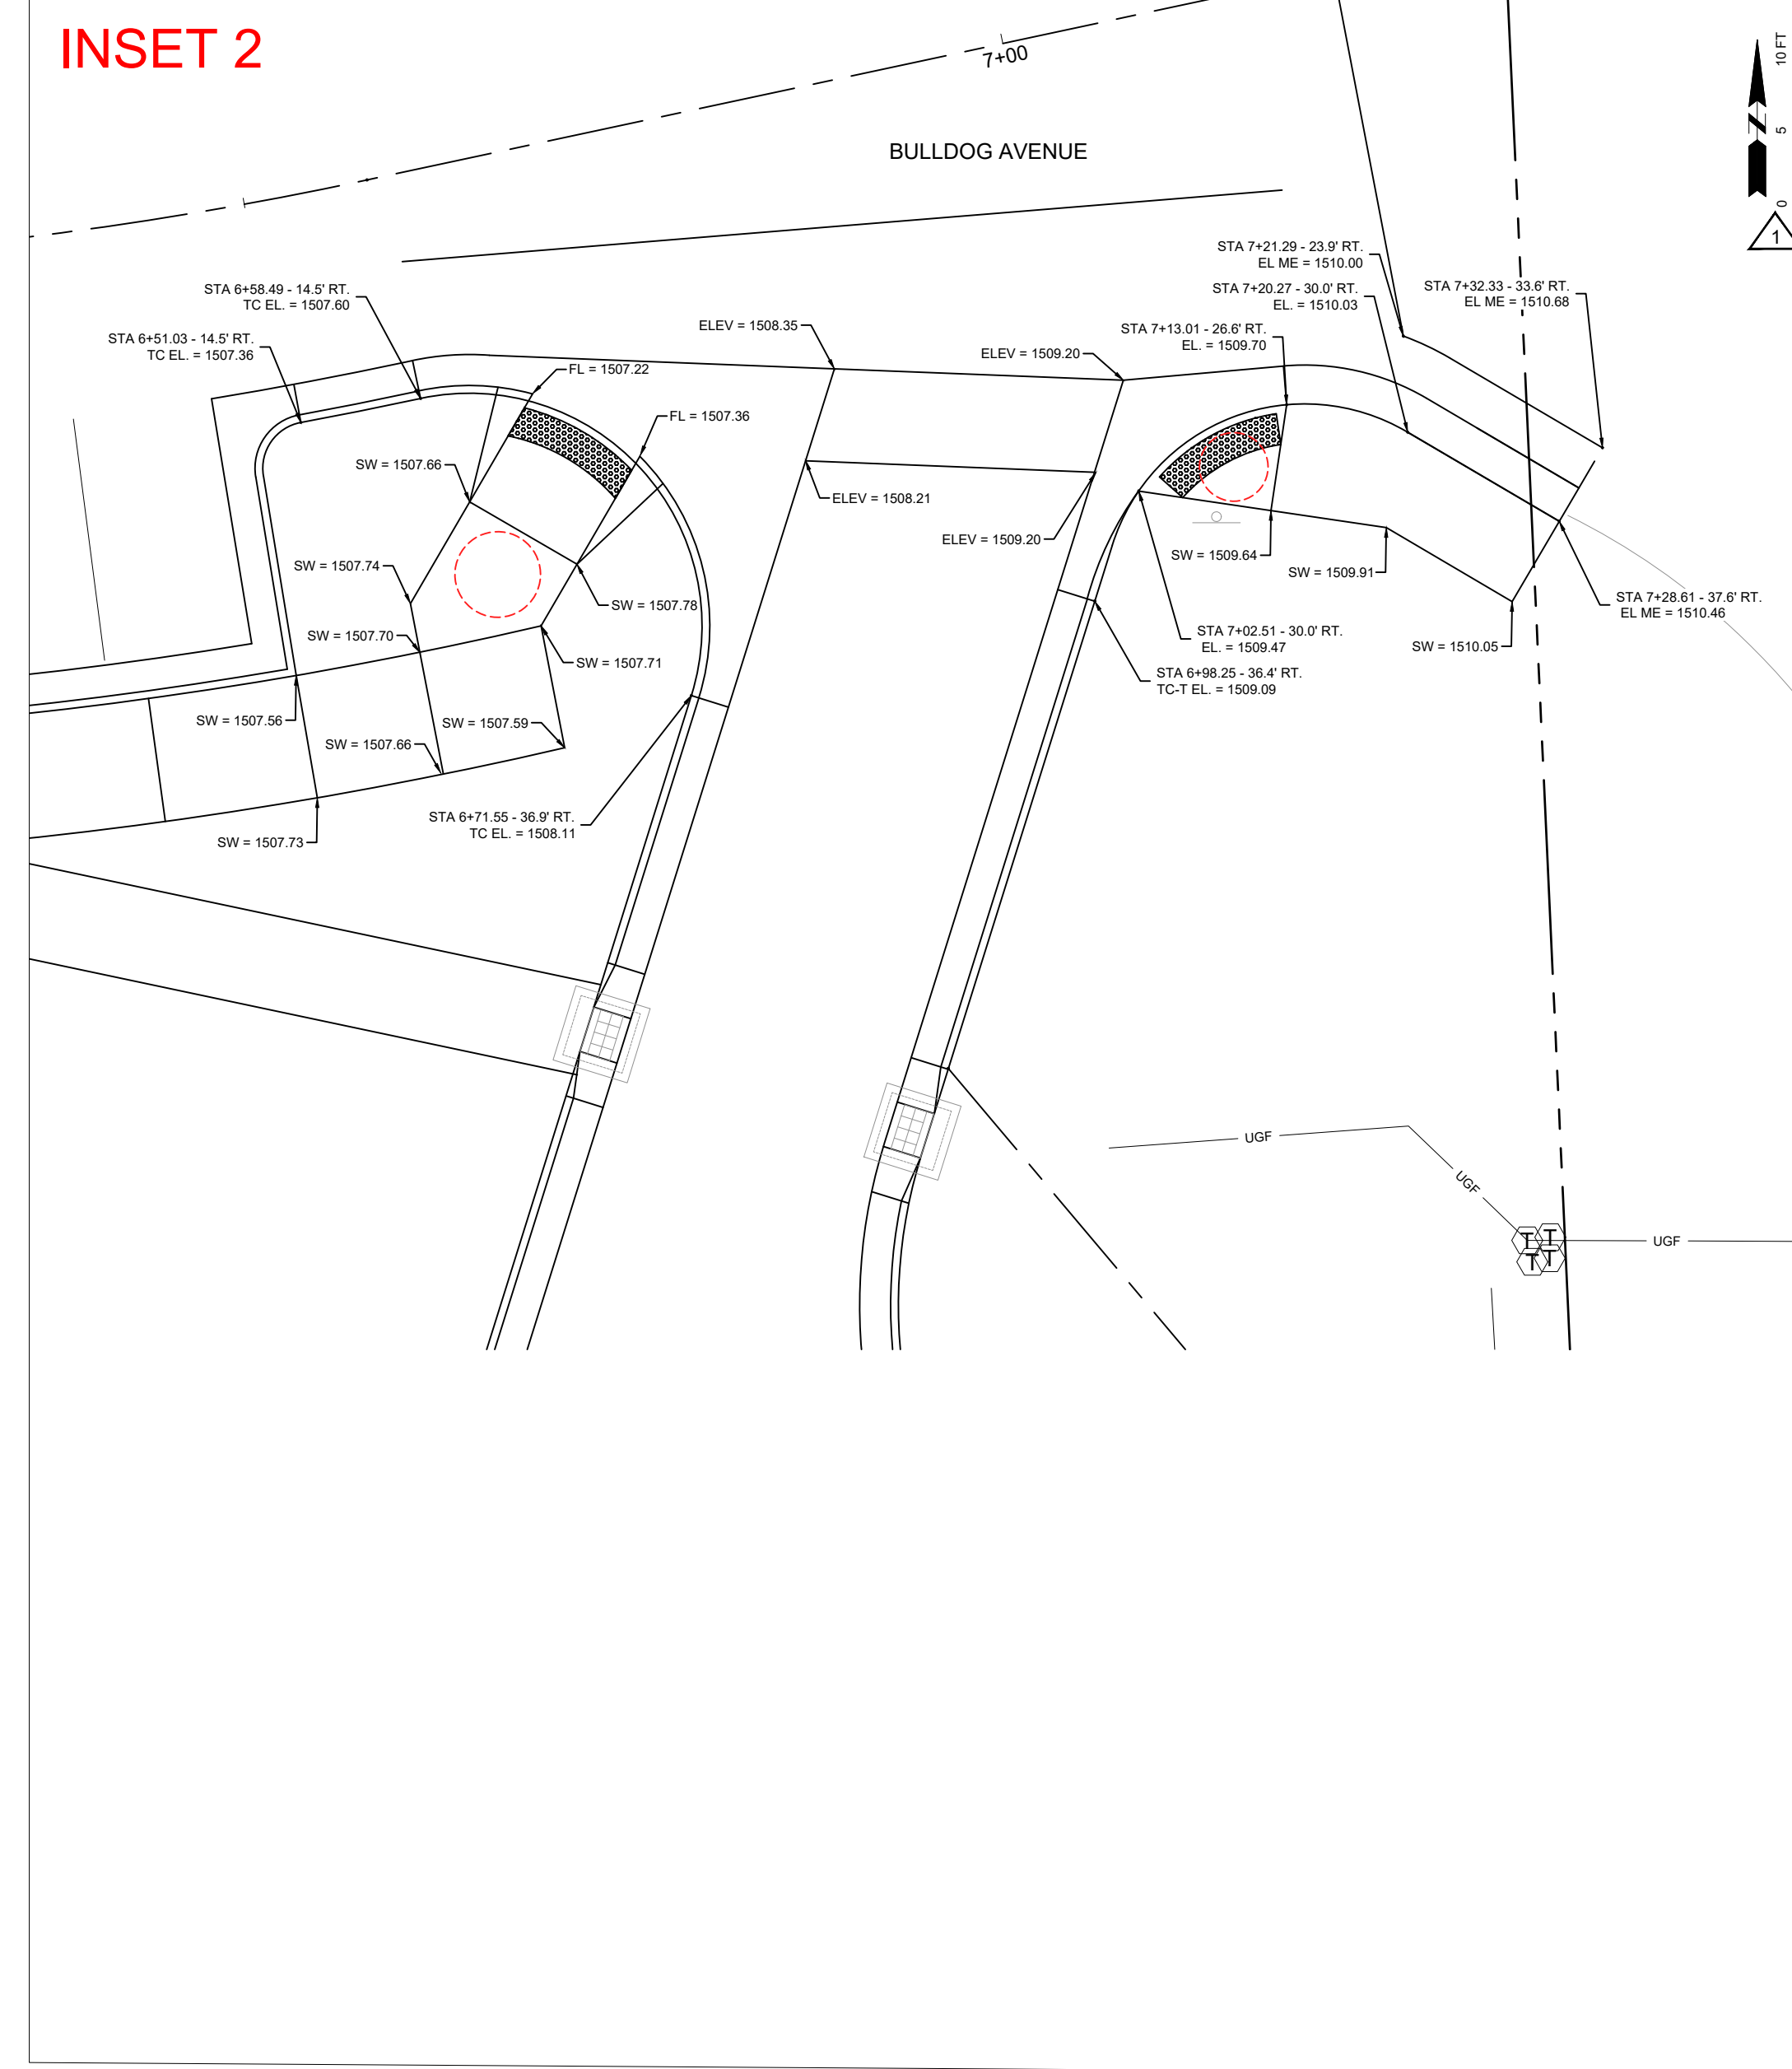 INSET 2
7+00
BULLDOG AVENUE
10 FT
5
0
N
1
STA 7+21.29 - 23.9' RT.
EL ME = 1510.00
STA 7+20.27 - 30.0' RT.
EL. = 1510.03
STA 7+32.33 - 33.6' RT.
EL ME = 1510.68
STA 6+58.49 - 14.5' RT.
TC EL. = 1507.60
STA 6+51.03 - 14.5' RT.
TC EL. = 1507.36
ELEV = 1508.35
STA 7+13.01 - 26.6' RT.
EL. = 1509.70
ELEV = 1509.20
FL = 1507.22
FL = 1507.36
SW = 1507.66
ELEV = 1508.21
ELEV = 1509.20
SW = 1509.64
SW = 1509.91
SW = 1507.74
SW = 1507.78
STA 7+28.61 - 37.6' RT.
EL ME = 1510.46
SW = 1507.70
STA 7+02.51 - 30.0' RT.
EL. = 1509.47
SW = 1510.05
SW = 1507.71
STA 6+98.25 - 36.4' RT.
TC-T EL. = 1509.09
SW = 1507.56
SW = 1507.59
SW = 1507.66
STA 6+71.55 - 36.9' RT.
TC EL. = 1508.11
SW = 1507.73
UGF
UGF
UGF
T
T
T
T